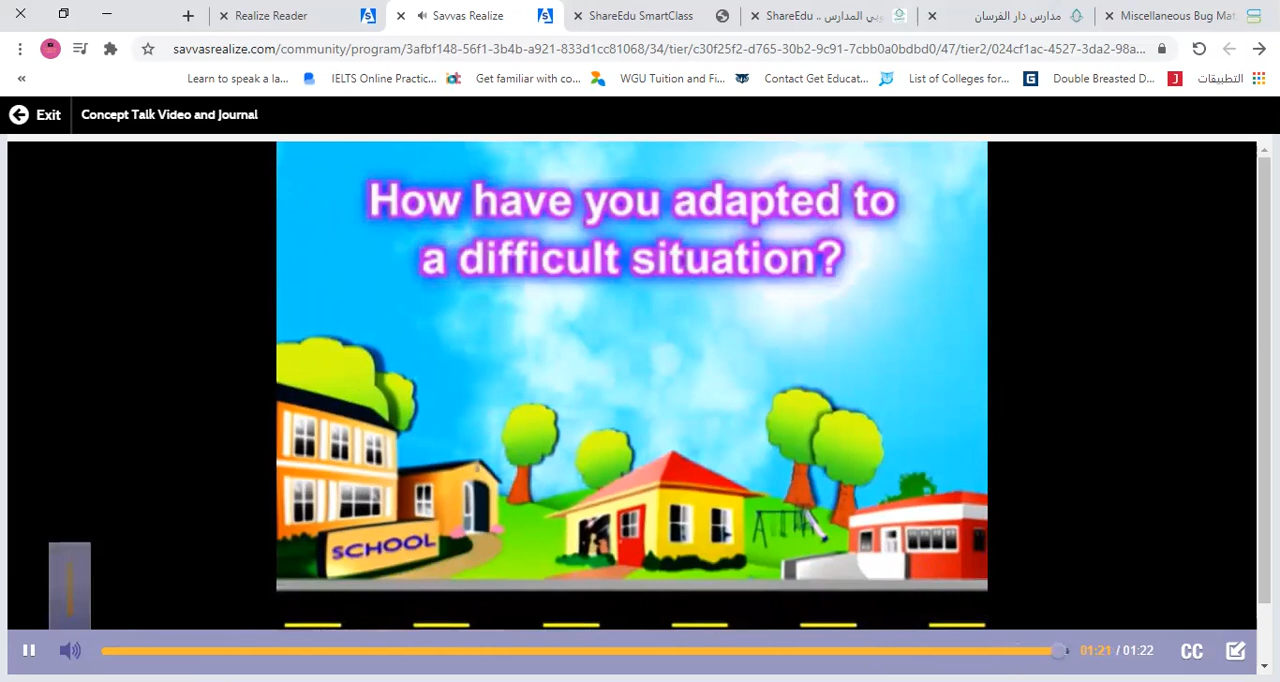 Realize Reader
Savvas Realize
ShareEdu SmartClass
ShareEdu .. بي المدارس
مدارس دار الفرسان
Miscellaneous Bug Mat
savvasrealize.com/community/program/3afbf148-56f1-3b4b-a921-833d1cc81068/34/tier/c30f25f2-0765-30b2-9c91-7cbb0a0bdbd0/47/tier2/024cf1ac-4527-3da2-98a...
Learn to speak a la...
IELTS Online Practic...
Get familiar with co...
WGU Tuition and Fi...
Contact Get Educat...
List of Colleges for...
Double Breasted D...
التطبيقات
Exit
Concept Talk Video and Journal
How have you adapted to
a difficult situation?
SCHOOL
01:21 / 01:22
CC